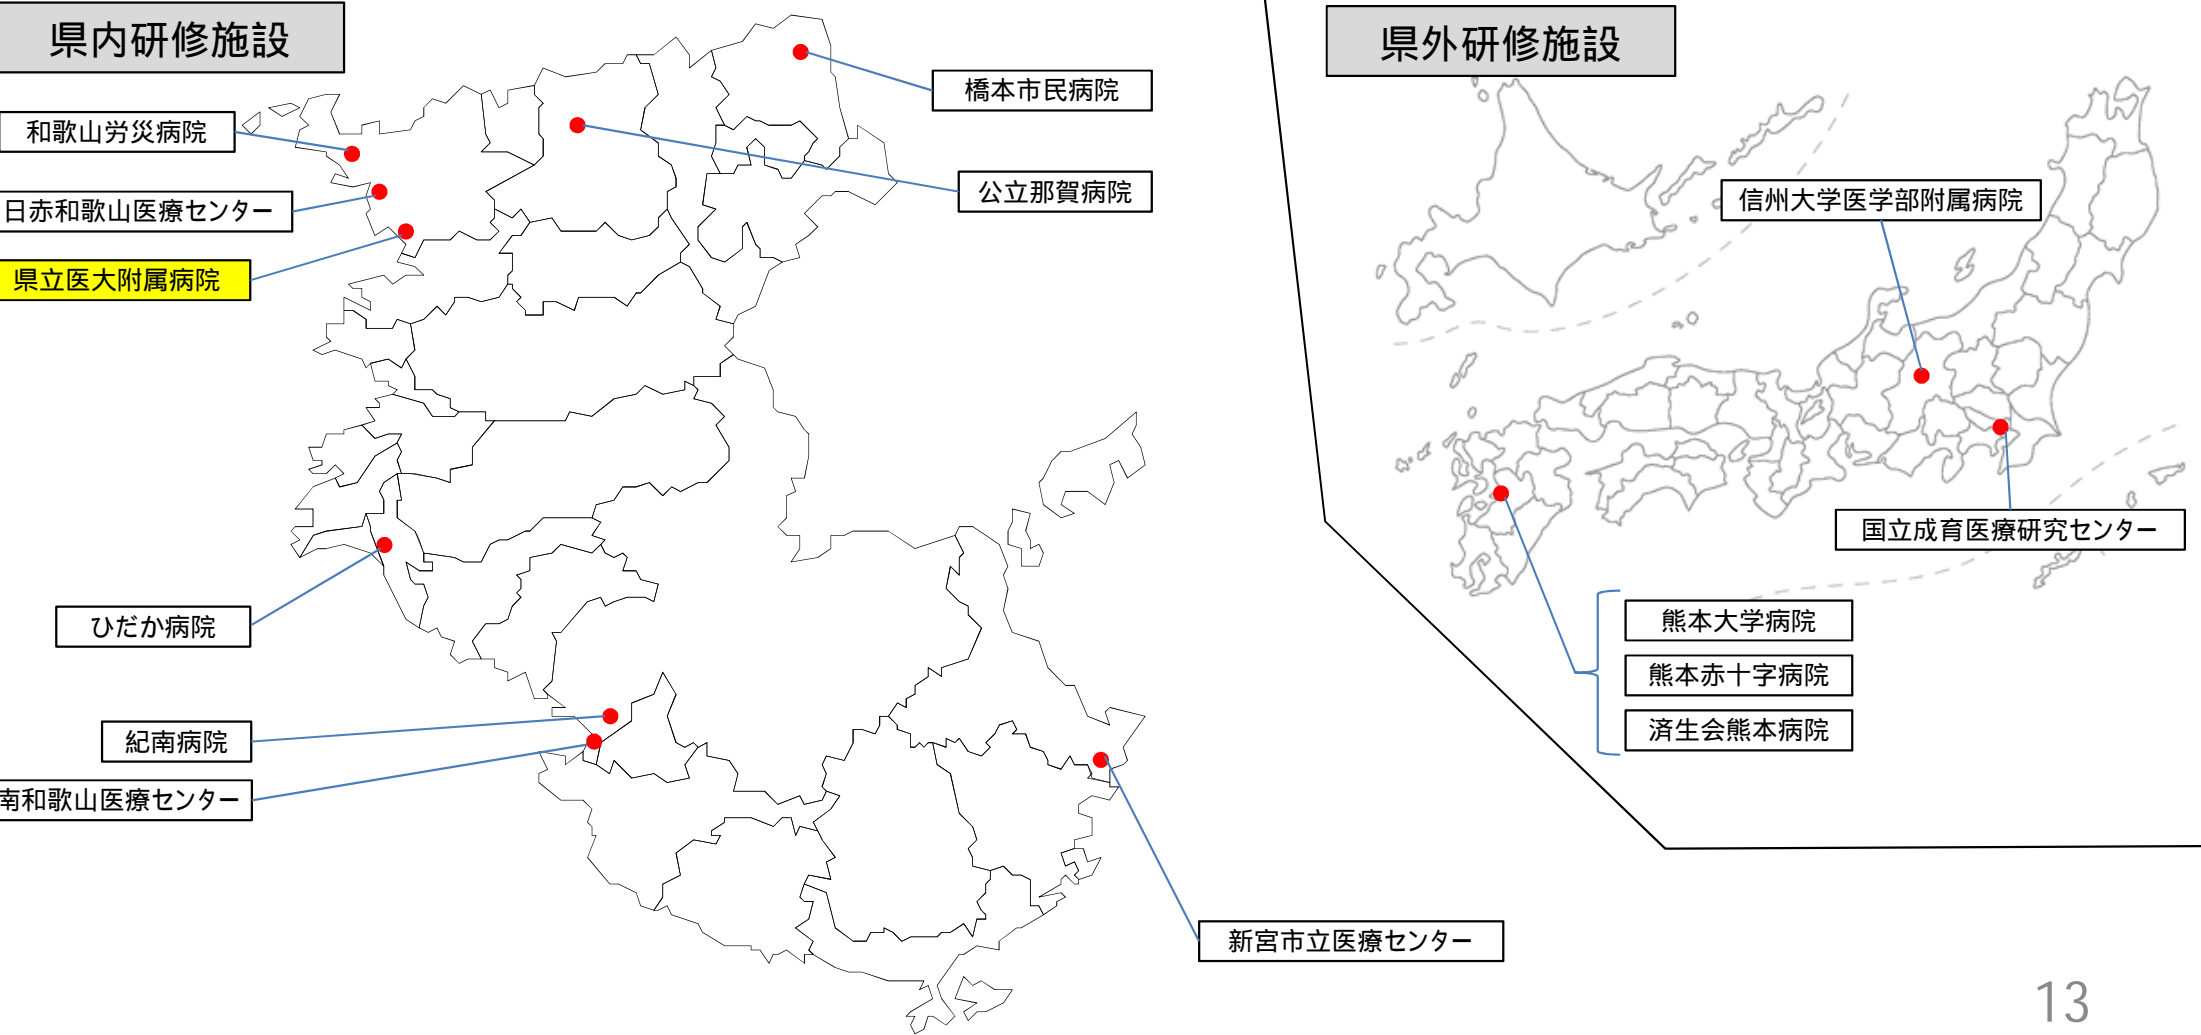 県内研修施設
和歌山労災病院
日赤和歌山医療センター
県立医大附属病院
橋本市民病院
公立那賀病院
ひだか病院
紀南病院
南和歌山医療センター
新宮市立医療センター
県外研修施設
信州大学医学部附属病院
国立成育医療研究センター
熊本大学病院
熊本赤十字病院
済生会熊本病院
13